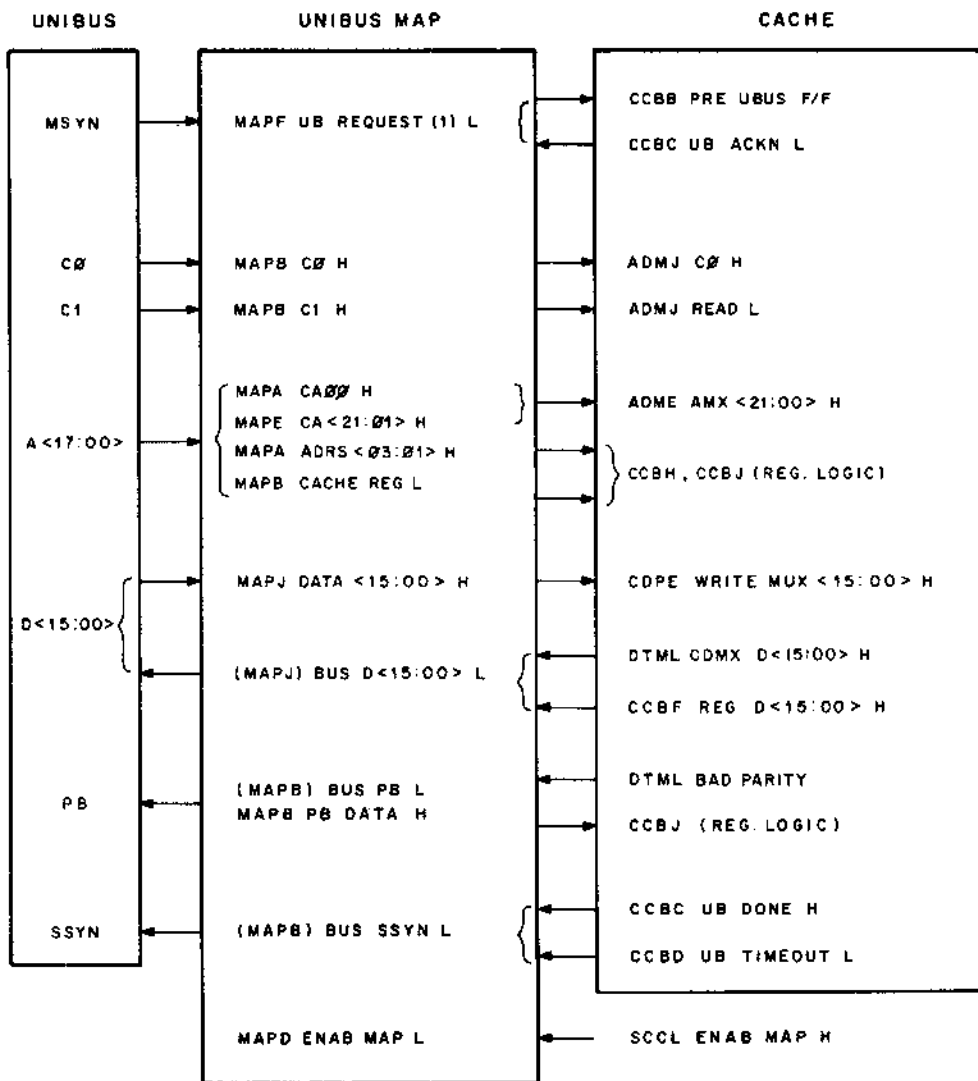 UNIBUS UNIBUS MAP CACHE
MSYN MAPF UB REQUEST (1) L CCBB PRE UBUS F/F
CCBC UB ACKN L
CØ MAPB CØ H ADMJ CØ H
C1 MAPB C1 H ADMJ READ L
MAPA CAØØ H
MAPE CA<21:Ø1> H ADME AMX <21:00> H
A<17:00> MAPA ADRS <Ø3:Ø1> H
MAPB CACHE REG L CCBH, CCBJ (REG. LOGIC)
MAPJ DATA <15:00> H CDPE WRITE MUX <15:00> H
D<15:00>
(MAPJ) BUS D<15:00> L DTML CDMX D<15:00> H
CCBF REG D<15:00> H
DTML BAD PARITY
PB (MAPB) BUS PB L
MAPB PB DATA H CCBJ (REG. LOGIC)
CCBC UB DONE H
SSYN (MAPB) BUS SSYN L
CCBD UB TIMEOUT L
MAPD ENAB MAP L SCCL ENAB MAP H